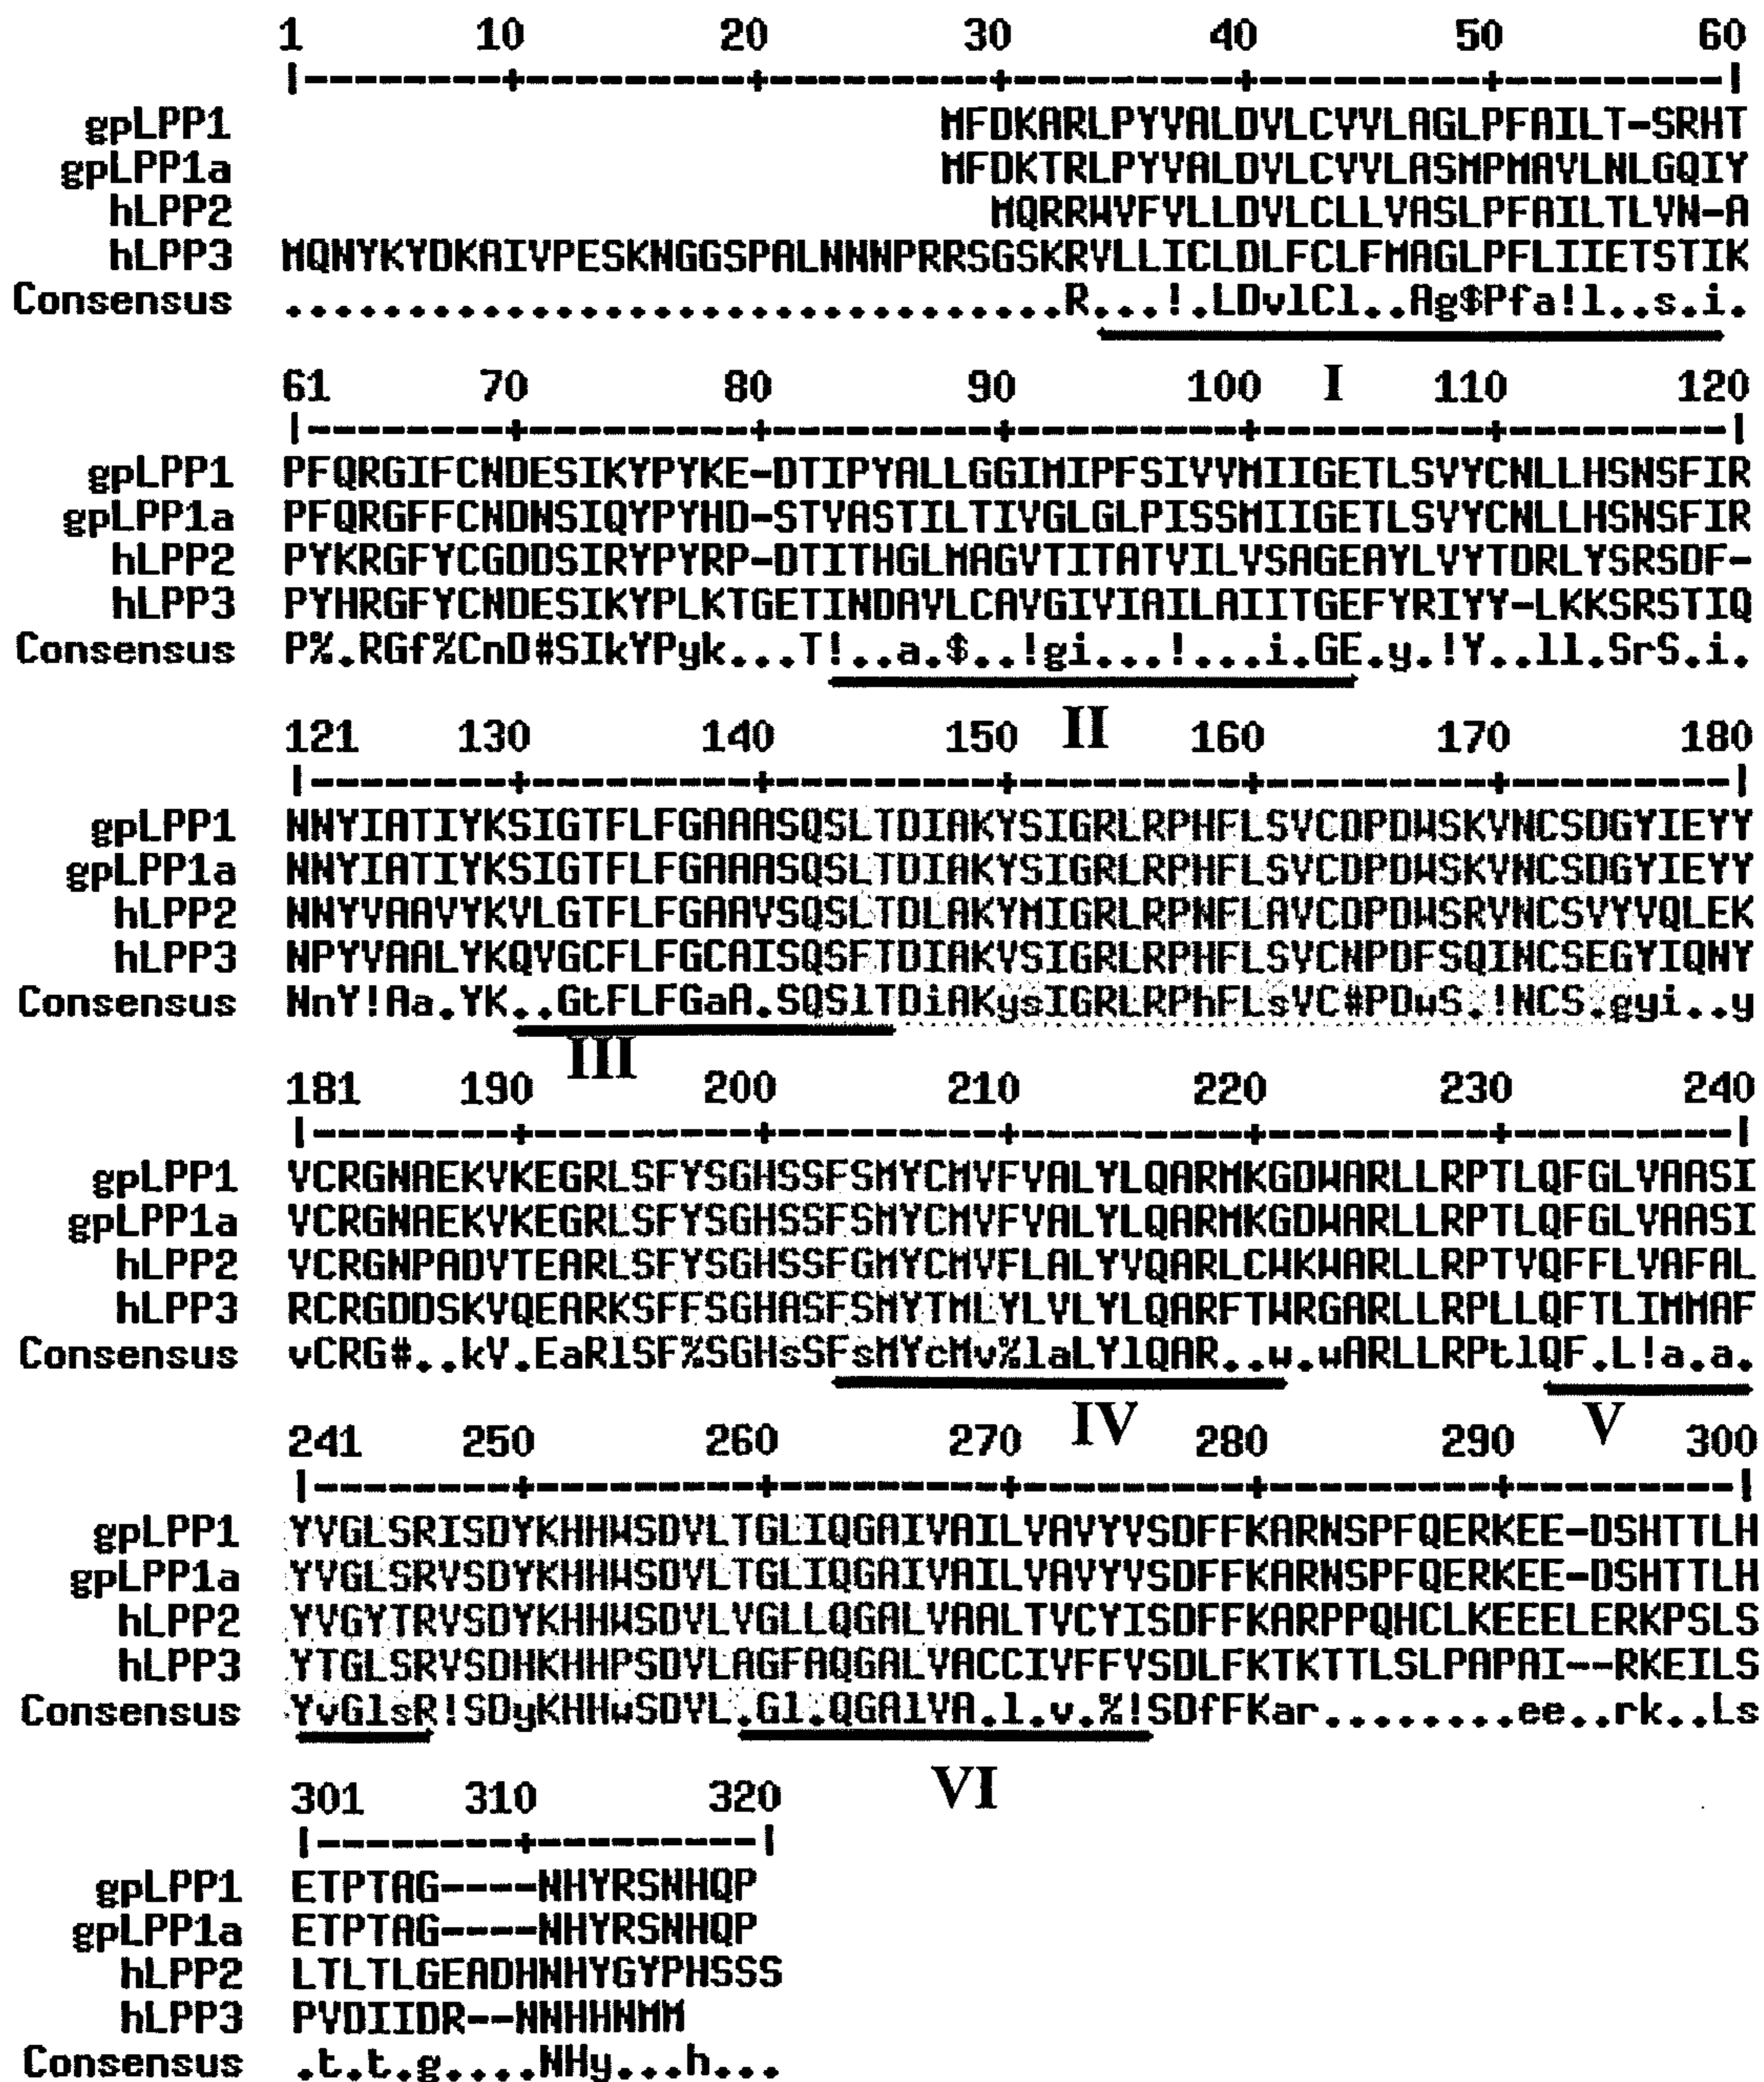 1 10 20 30 40 50 60
|--------+---------+---------+---------+---------+---------|
gpLPP1 MFDKARLPYVALDVLCVVLAGLPFAILT-SRHT
gpLPP1a MFDKTRLPYVALDVLCVVLASMPMAVLNLGQIY
hLPP2 MQRRWVFVLLDVLCLLVASLPFAILTLVN-A
hLPP3 MQNYKYDKAIVPESKNGGSPALNNNPRRSGSKRVLLICLDLFCLFMAGLPFLIIETSTIK
Consensus ................................R...!.LDvlCl..Ag$Pfa!l..s.i.
61 70 80 90 100 I 110 120
|--------+---------+---------+---------+---------+---------|
gpLPP1 PFQRGIFCNDESIKYPYKE-DTIPYALLGGIMIPFSIVVMIIGETLSVYCNLLHSNSFIR
gpLPP1a PFQRGFFCNDNSIQYPYHD-STVASTILTIVGLGLPISSMIIGETLSVYCNLLHSNSFIR
hLPP2 PYKRGFYCGDDSIRYPYRP-DTITHGLMAGVTITATVILVSAGEAYLVYTDRLYSRSDF-
hLPP3 PYHRGFYCNDESIKYPLKTGETINDAVLCAVGIVIAILAIITGEFYRIYY-LKKSRSTIQ
Consensus P%.RGf%CnD#SIkYPyk...T!..a.$..!gi...!...i.GE.y.!Y..ll.SrS.i.
121 130 140 150 II 160 170 180
|--------+---------+---------+---------+---------+---------|
gpLPP1 NNYIATIYKSIGTFLFGAAASQSLTDIAKYSIGRLRPHFLSVCDPDWSKVNCSDGYIEYY
gpLPP1a NNYIATIYKSIGTFLFGAAASQSLTDIAKYSIGRLRPHFLSVCDPDWSKVNCSDGYIEYY
hLPP2 NNYVAAVYKVLGTFLFGAAVSQSLTDLAKYMIGRLRPNFLAVCDPDWSRVNCSVYVQLEK
hLPP3 NPYVAALYKQVGCFLFGCAISQSFTDIAKVSIGRLRPHFLSVCNPDFSQINCSEGYIQNY
Consensus NnY!Aa.YK..GtFLFGaA.SQSlTDiAKysIGRLRPhFLsVC#PDwS.!NCS.gyi..y
III
181 190 200 210 220 230 240
|--------+---------+---------+---------+---------+---------|
gpLPP1 VCRGNAEKVKEGRLSFYSGHSSFSMYCMVFVALYLQARMKGDWARLLRPTLQFGLVAASI
gpLPP1a VCRGNAEKVKEGRLSFYSGHSSFSMYCMVFVALYLQARMKGDWARLLRPTLQFGLVAASI
hLPP2 VCRGNPADVTEARLSFYSGHSSFGMYCMVFLALYVQARLCWKWARLLRPTVQFFLVAFAL
hLPP3 RCRGDDSKVQEARKSFFSGHASFSMYTMLYLVLYLQARFTWRGARLLRPLLQFTLIMMAF
Consensus vCRG#..kV.EaRlSF%SGHsSFsMYcMv%laLYlQAR..w.wARLLRPtlQF.L!a.a.
241 250 260 270 IV 280 290 V 300
|--------+---------+---------+---------+---------+---------|
gpLPP1 YVGLSRISDYKHHWSDVLTGLIQGAIVAILVAVYVSDFFKARNSPFQERKEE-DSHTTLH
gpLPP1a YVGLSRVSDYKHHWSDVLTGLIQGAIVAILVAVYVSDFFKARNSPFQERKEE-DSHTTLH
hLPP2 YVGYTRVSDYKHHWSDVLVGLLQGALVAALTVCYISDFFKARPPQHCLKEEELERKPSLS
hLPP3 YTGLSRVSDHKHHPSDVLAGFAQGALVACCIVFFVSDLFKTKTTLSLPAPAI--RKEILS
Consensus YvGlsR!SDyKHHwSDVL.Gl.QGAlVA.l.v.%!SDfFKar........ee..rk..Ls
301 310 320 VI
|--------+---------|
gpLPP1 ETPTAG----NHYRSNHQP
gpLPP1a ETPTAG----NHYRSNHQP
hLPP2 LTLTLGEADHNHYGYPHSSS
hLPP3 PVDIIDR--NNHHNMM
Consensus .t.t.g....NHy...h...